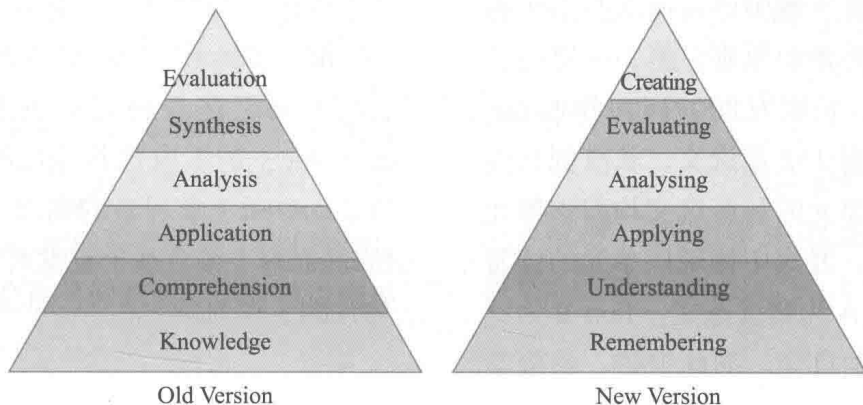 Evaluation
Synthesis
Analysis
Application
Comprehension
Knowledge
Old Version
Creating
Evaluating
Analysing
Applying
Understanding
Remembering
New Version